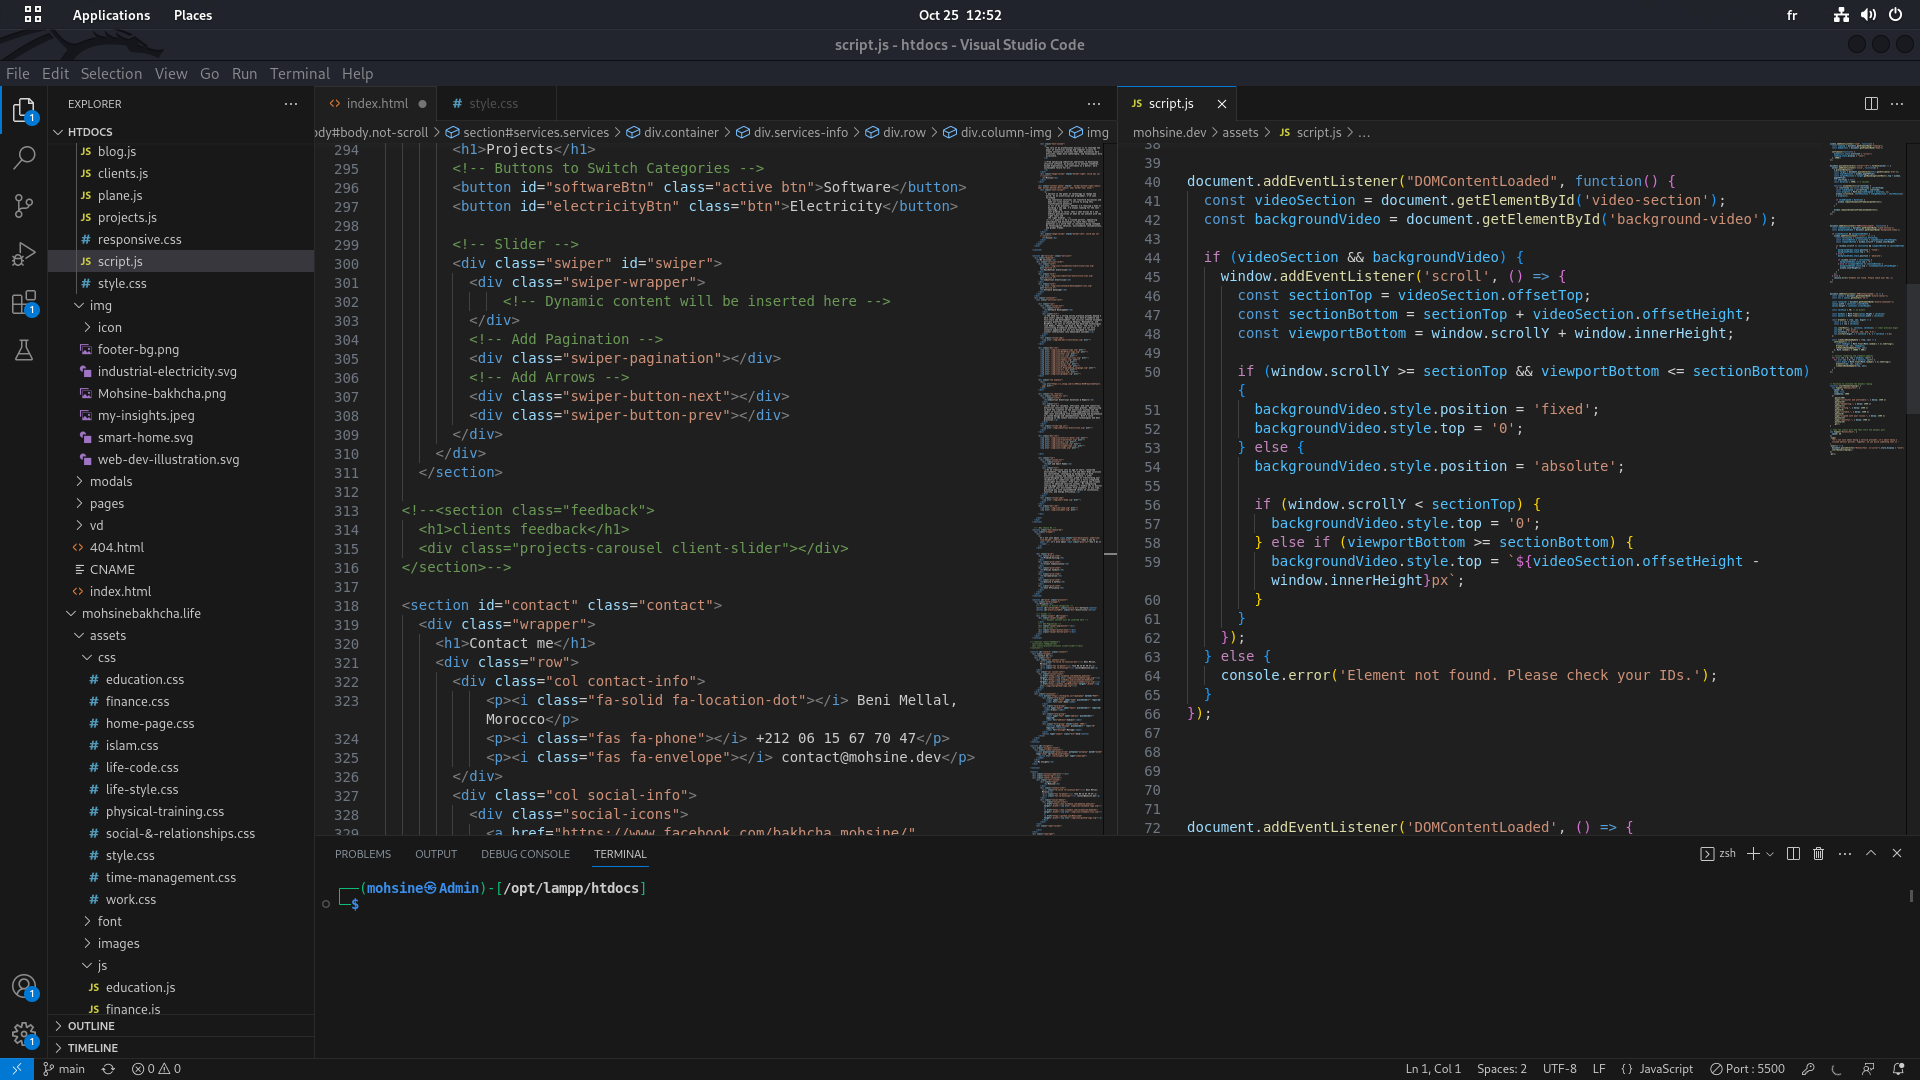 Applications Places Oct 25 12:52 fr
script.js - htdocs - Visual Studio Code
File Edit Selection View Go Run Terminal Help
EXPLORER
HTDOCS
blog.js
clients.js
plane.js
projects.js
responsive.css
script.js
style.css
img
icon
footer-bg.png
industrial-electricity.svg
Mohsine-bakhcha.png
my-insights.jpeg
smart-home.svg
web-dev-illustration.svg
modals
pages
vd
404.html
CNAME
index.html
mohsinebakhcha.life
assets
css
education.css
finance.css
home-page.css
islam.css
life-code.css
life-style.css
physical-training.css
social-&-relationships.css
style.css
time-management.css
work.css
font
images
js
education.js
finance.js
OUTLINE
TIMELINE
index.html
style.css
ody#body.not-scroll > section#services.services > div.container > div.services-info > div.row > div.column-img > img
294 <h1>Projects</h1>
295 <!-- Buttons to Switch Categories -->
296 <button id="softwareBtn" class="active btn">Software</button>
297 <button id="electricityBtn" class="btn">Electricity</button>
298
299 <!-- Slider -->
300 <div class="swiper" id="swiper">
301 <div class="swiper-wrapper">
302 <!-- Dynamic content will be inserted here -->
303 </div>
304 <!-- Add Pagination -->
305 <div class="swiper-pagination"></div>
306 <!-- Add Arrows -->
307 <div class="swiper-button-next"></div>
308 <div class="swiper-button-prev"></div>
309 </div>
310 </div>
311 </section>
312
313 <!--<section class="feedback">
314 <h1>clients feedback</h1>
315 <div class="projects-carousel client-slider"></div>
316 </section>-->
317
318 <section id="contact" class="contact">
319 <div class="wrapper">
320 <h1>Contact me</h1>
321 <div class="row">
322 <div class="col contact-info">
323 <p><i class="fa-solid fa-location-dot"></i> Beni Mellal,
Morocco</p>
324 <p><i class="fas fa-phone"></i> +212 06 15 67 70 47</p>
325 <p><i class="fas fa-envelope"></i> contact@mohsine.dev</p>
326 </div>
327 <div class="col social-info">
328 <div class="social-icons">
329 <a href="https://www.facebook.com/bakhcha.mohsine/"
JS script.js
mohsine.dev > assets > JS script.js > ...
38
39
40 document.addEventListener("DOMContentLoaded", function() {
41 const videoSection = document.getElementById('video-section');
42 const backgroundVideo = document.getElementById('background-video');
43
44 if (videoSection && backgroundVideo) {
45 window.addEventListener('scroll', () => {
46 const sectionTop = videoSection.offsetTop;
47 const sectionBottom = sectionTop + videoSection.offsetHeight;
48 const viewportBottom = window.scrollY + window.innerHeight;
49
50 if (window.scrollY >= sectionTop && viewportBottom <= sectionBottom)
{
51 backgroundVideo.style.position = 'fixed';
52 backgroundVideo.style.top = '0';
53 } else {
54 backgroundVideo.style.position = 'absolute';
55
56 if (window.scrollY < sectionTop) {
57 backgroundVideo.style.top = '0';
58 } else if (viewportBottom >= sectionBottom) {
59 backgroundVideo.style.top = `${videoSection.offsetHeight -
window.innerHeight}px`;
60 }
61 }
62 });
63 } else {
64 console.error('Element not found. Please check your IDs.');
65 }
66 });
67
68
69
70
71
72 document.addEventListener('DOMContentLoaded', () => {
PROBLEMS OUTPUT DEBUG CONSOLE TERMINAL zsh
(mohsine㉿Admin)-[/opt/lampp/htdocs]
$
main 0 0 Ln 1, Col 1 Spaces: 2 UTF-8 LF {} JavaScript Port : 5500